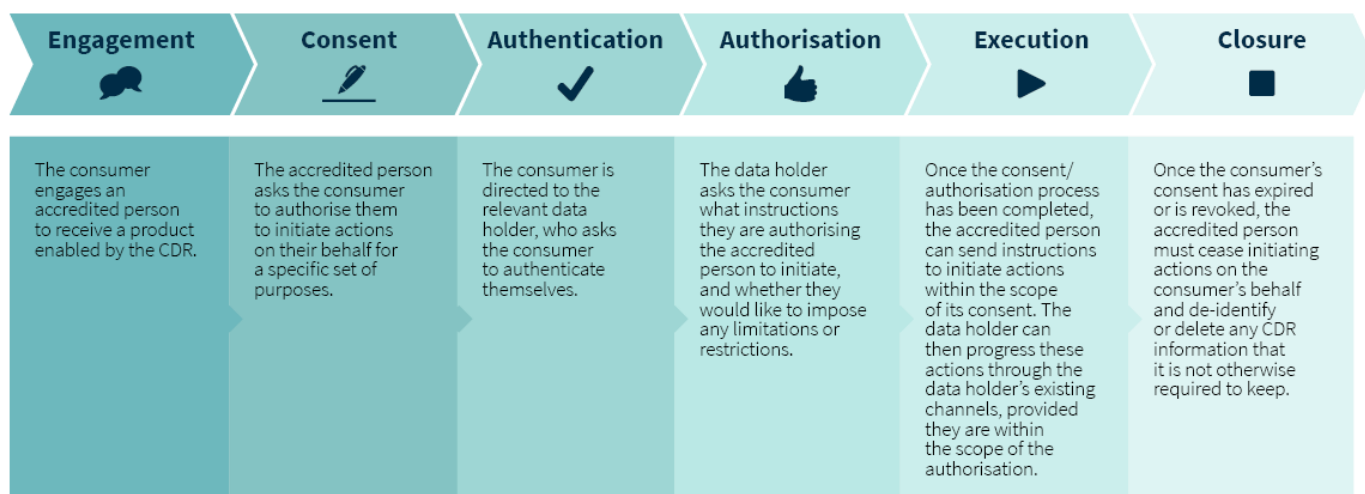 Engagement
Consent
Authentication
Authorisation
Execution
Closure
The consumer
engages an
accredited person
to receive a product
enabled by the CDR.
The accredited person
asks the consumer
to authorise them
to initiate actions
on their behalf for
a specific set of
purposes.
The consumer is
directed to the
relevant data
holder, who asks
the consumer
to authenticate
themselves.
The data holder
asks the consumer
what instructions
they are authorising
the accredited
person to initiate,
and whether they
would like to impose
any limitations or
restrictions.
Once the consent/
authorisation process
has been completed,
the accredited person
can send instructions
to initiate actions
within the scope
of its consent. The
data holder can
then progress these
actions through the
data holder’s existing
channels, provided
they are within
the scope of the
authorisation.
Once the consumer’s
consent has expired
or is revoked, the
accredited person
must cease initiating
actions on the
consumer’s behalf
and de-identify
or delete any CDR
information that
it is not otherwise
required to keep.